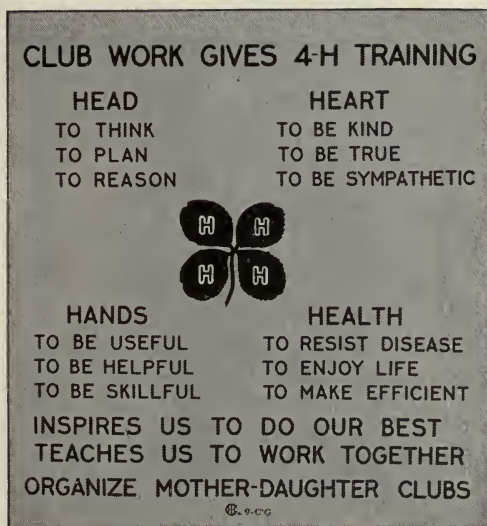 CLUB WORK GIVES 4-H TRAINING
HEAD
TO THINK
TO PLAN
TO REASON
HEART
TO BE KIND
TO BE TRUE
TO BE SYMPATHETIC
H H
H H
HANDS
TO BE USEFUL
TO BE HELPFUL
TO BE SKILLFUL
HEALTH
TO RESIST DISEASE
TO ENJOY LIFE
TO MAKE EFFICIENT
INSPIRES US TO DO OUR BEST
TEACHES US TO WORK TOGETHER
ORGANIZE MOTHER-DAUGHTER CLUBS